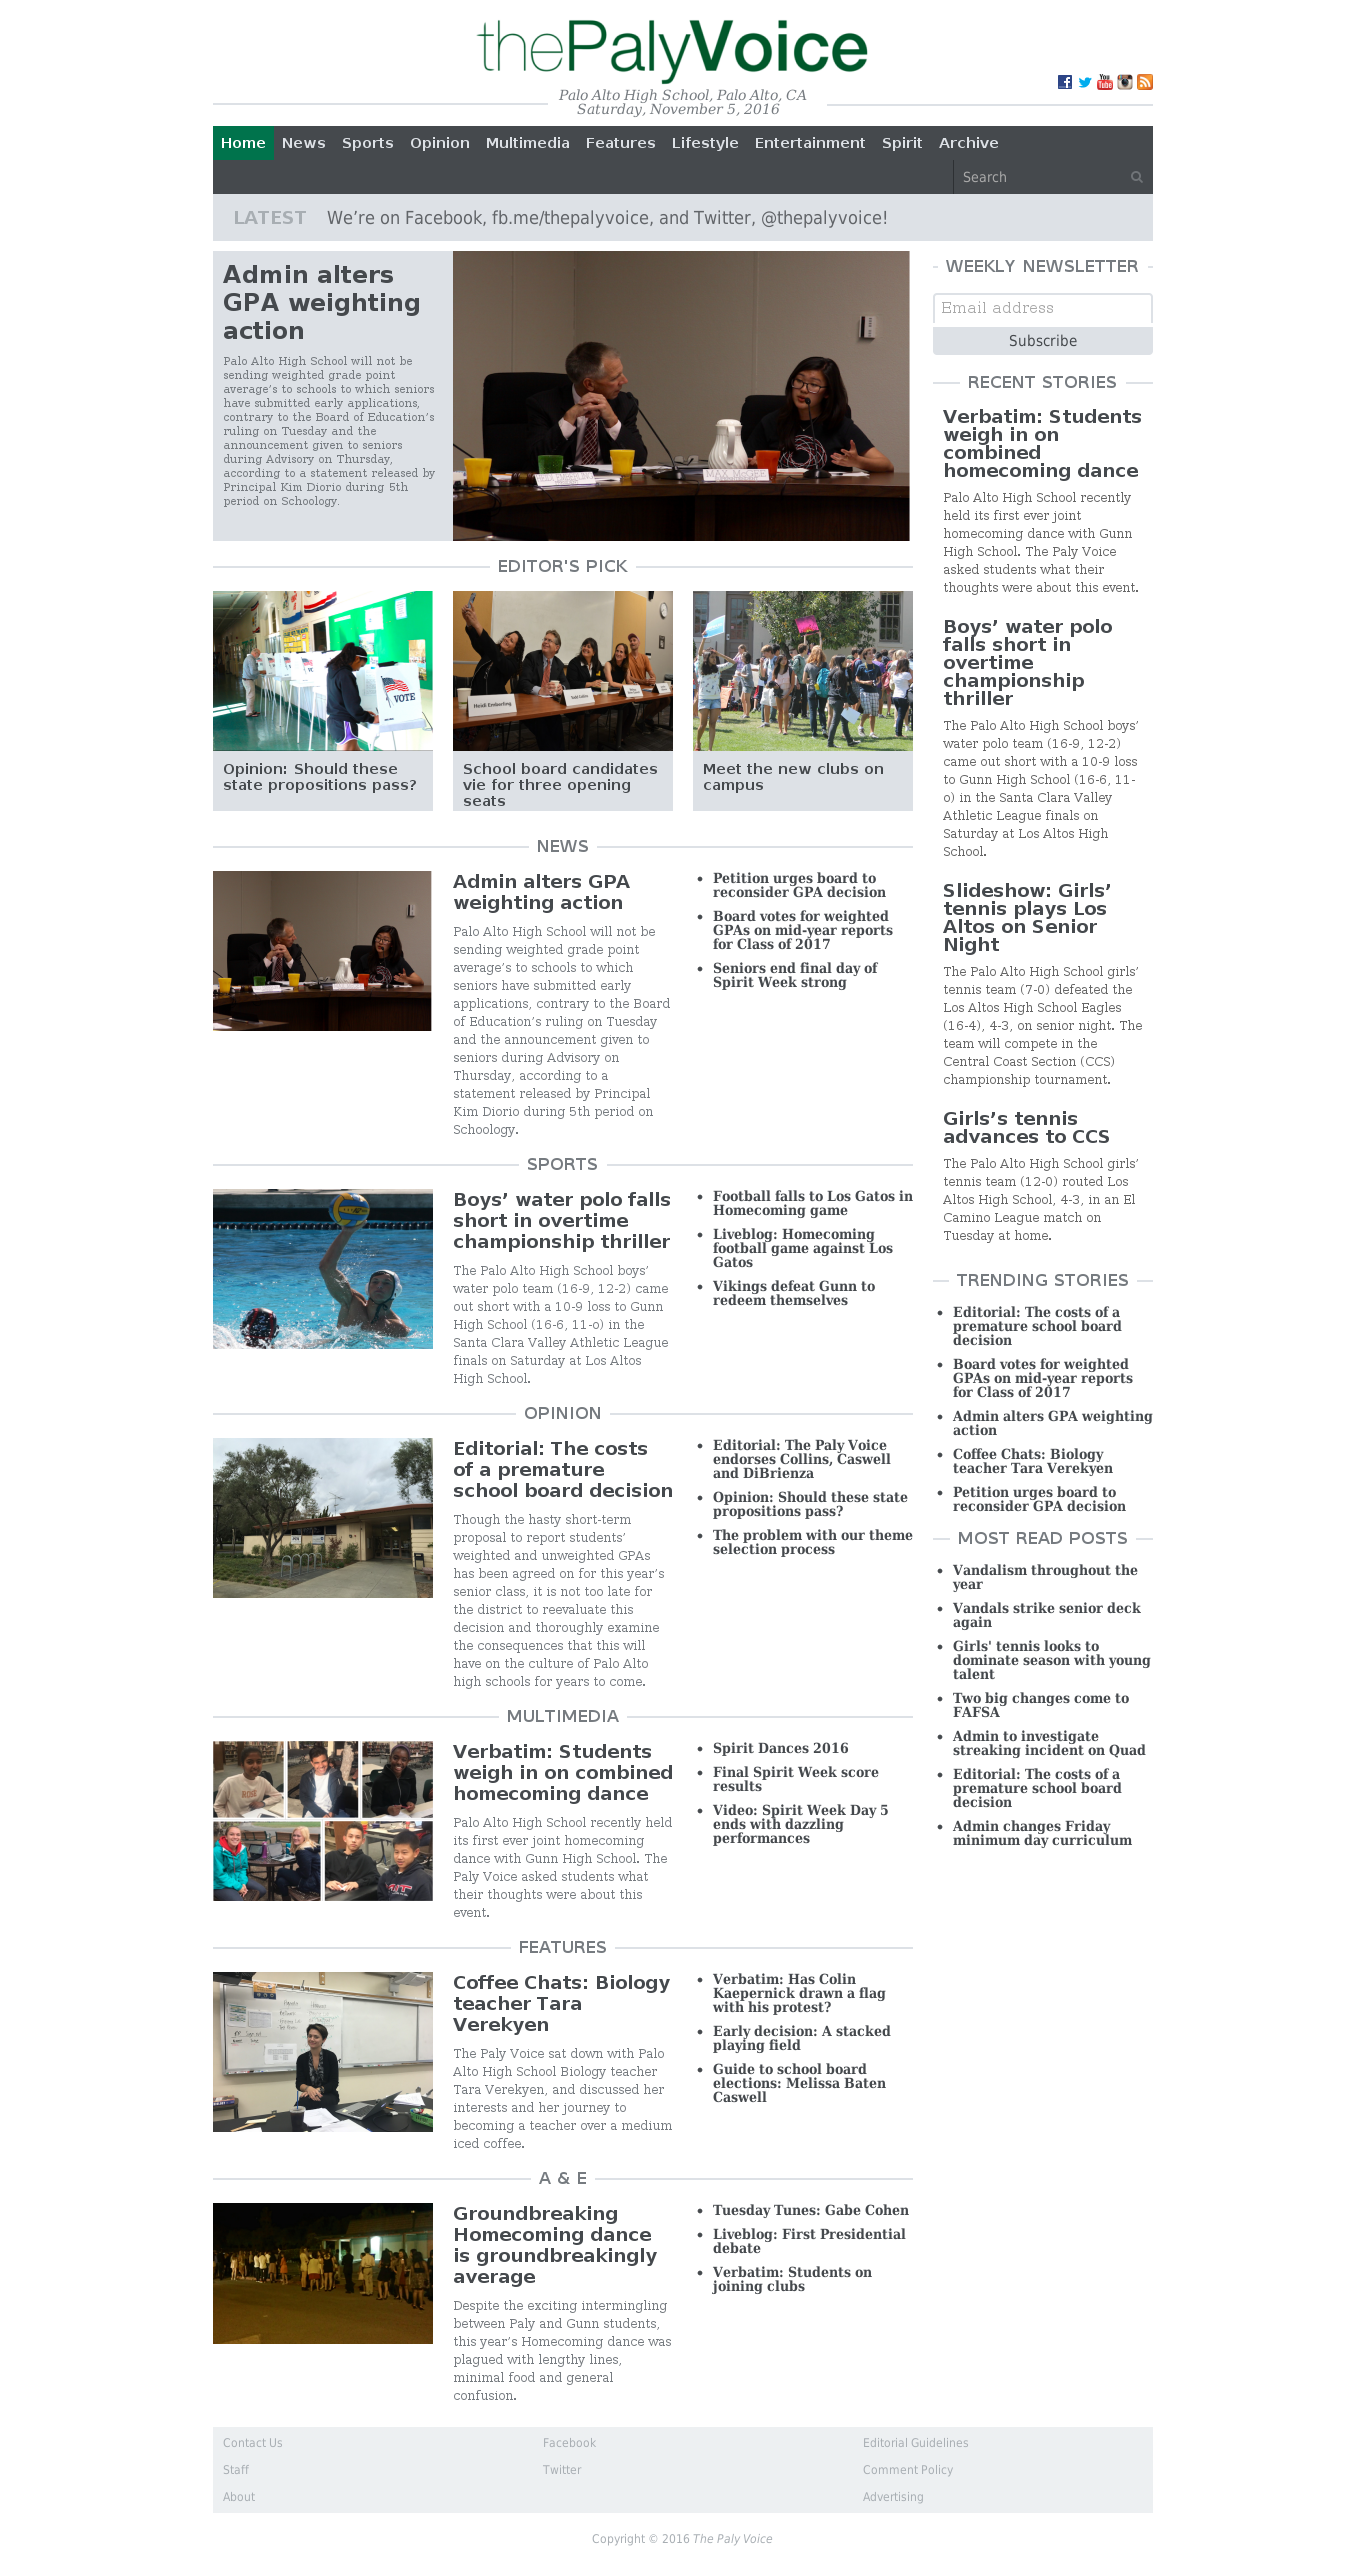 thePalyVoice
Palo Alto High School, Palo Alto, CA
Saturday, November 5, 2016
Home News Sports Opinion Multimedia Features Lifestyle Entertainment Spirit Archive
Search
LATEST We’re on Facebook, fb.me/thepalyvoice, and Twitter, @thepalyvoice!
Admin alters
GPA weighting
action
Palo Alto High School will not be
sending weighted grade point
average’s to schools to which seniors
have submitted early applications,
contrary to the Board of Education’s
ruling on Tuesday and the
announcement given to seniors
during Advisory on Thursday,
according to a statement released by
Principal Kim Diorio during 5th
period on Schoology.
EDITOR'S PICK
VOTE
Heidi Emberling
Opinion: Should these
state propositions pass?
School board candidates
vie for three opening
seats
Meet the new clubs on
campus
NEWS
Admin alters GPA
weighting action
Palo Alto High School will not be
sending weighted grade point
average’s to schools to which
seniors have submitted early
applications, contrary to the Board
of Education’s ruling on Tuesday
and the announcement given to
seniors during Advisory on
Thursday, according to a
statement released by Principal
Kim Diorio during 5th period on
Schoology.
• Petition urges board to
reconsider GPA decision
• Board votes for weighted
GPAs on mid-year reports
for Class of 2017
• Seniors end final day of
Spirit Week strong
SPORTS
Boys’ water polo falls
short in overtime
championship thriller
The Palo Alto High School boys’
water polo team (16-9, 12-2) came
out short with a 10-9 loss to Gunn
High School (16-6, 11-0) in the
Santa Clara Valley Athletic League
finals on Saturday at Los Altos
High School.
• Football falls to Los Gatos in
Homecoming game
• Liveblog: Homecoming
football game against Los
Gatos
• Vikings defeat Gunn to
redeem themselves
OPINION
Editorial: The costs
of a premature
school board decision
Though the hasty short-term
proposal to report students’
weighted and unweighted GPAs
has been agreed on for this year’s
senior class, it is not too late for
the district to reevaluate this
decision and thoroughly examine
the consequences that this will
have on the culture of Palo Alto
high schools for years to come.
• Editorial: The Paly Voice
endorses Collins, Caswell
and DiBrienza
• Opinion: Should these state
propositions pass?
• The problem with our theme
selection process
MULTIMEDIA
Verbatim: Students
weigh in on combined
homecoming dance
Palo Alto High School recently held
its first ever joint homecoming
dance with Gunn High School. The
Paly Voice asked students what
their thoughts were about this
event.
• Spirit Dances 2016
• Final Spirit Week score
results
• Video: Spirit Week Day 5
ends with dazzling
performances
FEATURES
Coffee Chats: Biology
teacher Tara
Verekyen
The Paly Voice sat down with Palo
Alto High School Biology teacher
Tara Verekyen, and discussed her
interests and her journey to
becoming a teacher over a medium
iced coffee.
• Verbatim: Has Colin
Kaepernick drawn a flag
with his protest?
• Early decision: A stacked
playing field
• Guide to school board
elections: Melissa Baten
Caswell
A & E
Groundbreaking
Homecoming dance
is groundbreakingly
average
Despite the exciting intermingling
between Paly and Gunn students,
this year’s Homecoming dance was
plagued with lengthy lines,
minimal food and general
confusion.
• Tuesday Tunes: Gabe Cohen
• Liveblog: First Presidential
debate
• Verbatim: Students on
joining clubs
WEEKLY NEWSLETTER
Email address
Subscribe
RECENT STORIES
Verbatim: Students
weigh in on
combined
homecoming dance
Palo Alto High School recently
held its first ever joint
homecoming dance with Gunn
High School. The Paly Voice
asked students what their
thoughts were about this event.
Boys’ water polo
falls short in
overtime
championship
thriller
The Palo Alto High School boys’
water polo team (16-9, 12-2)
came out short with a 10-9 loss
to Gunn High School (16-6, 11-
0) in the Santa Clara Valley
Athletic League finals on
Saturday at Los Altos High
School.
Slideshow: Girls’
tennis plays Los
Altos on Senior
Night
The Palo Alto High School girls’
tennis team (7-0) defeated the
Los Altos High School Eagles
(16-4), 4-3, on senior night. The
team will compete in the
Central Coast Section (CCS)
championship tournament.
Girls’s tennis
advances to CCS
The Palo Alto High School girls’
tennis team (12-0) routed Los
Altos High School, 4-3, in an El
Camino League match on
Tuesday at home.
TRENDING STORIES
• Editorial: The costs of a
premature school board
decision
• Board votes for weighted
GPAs on mid-year reports
for Class of 2017
• Admin alters GPA weighting
action
• Coffee Chats: Biology
teacher Tara Verekyen
• Petition urges board to
reconsider GPA decision
MOST READ POSTS
• Vandalism throughout the
year
• Vandals strike senior deck
again
• Girls' tennis looks to
dominate season with young
talent
• Two big changes come to
FAFSA
• Admin to investigate
streaking incident on Quad
• Editorial: The costs of a
premature school board
decision
• Admin changes Friday
minimum day curriculum
Contact Us Facebook Editorial Guidelines
Staff Twitter Comment Policy
About Advertising
Copyright © 2016 The Paly Voice